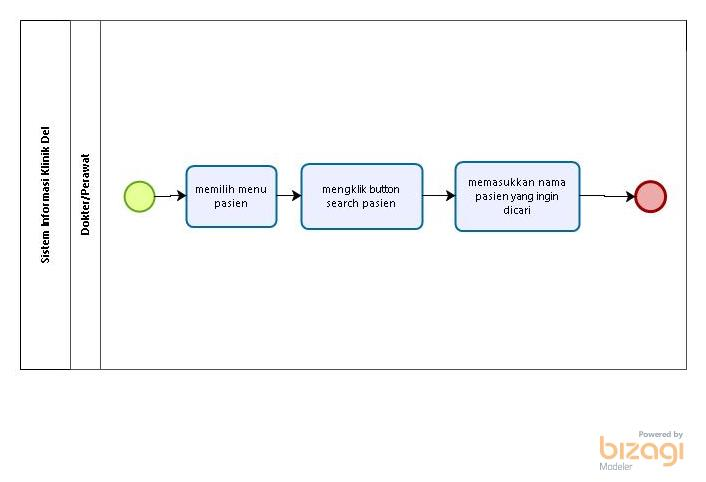 Sistem Informasi Klinik Del
Dokter/Perawat
memilih menu
pasien
mengklik button
search pasien
memasukkan nama
pasien yang ingin
dicari
Powered by
bizagi
Modeler